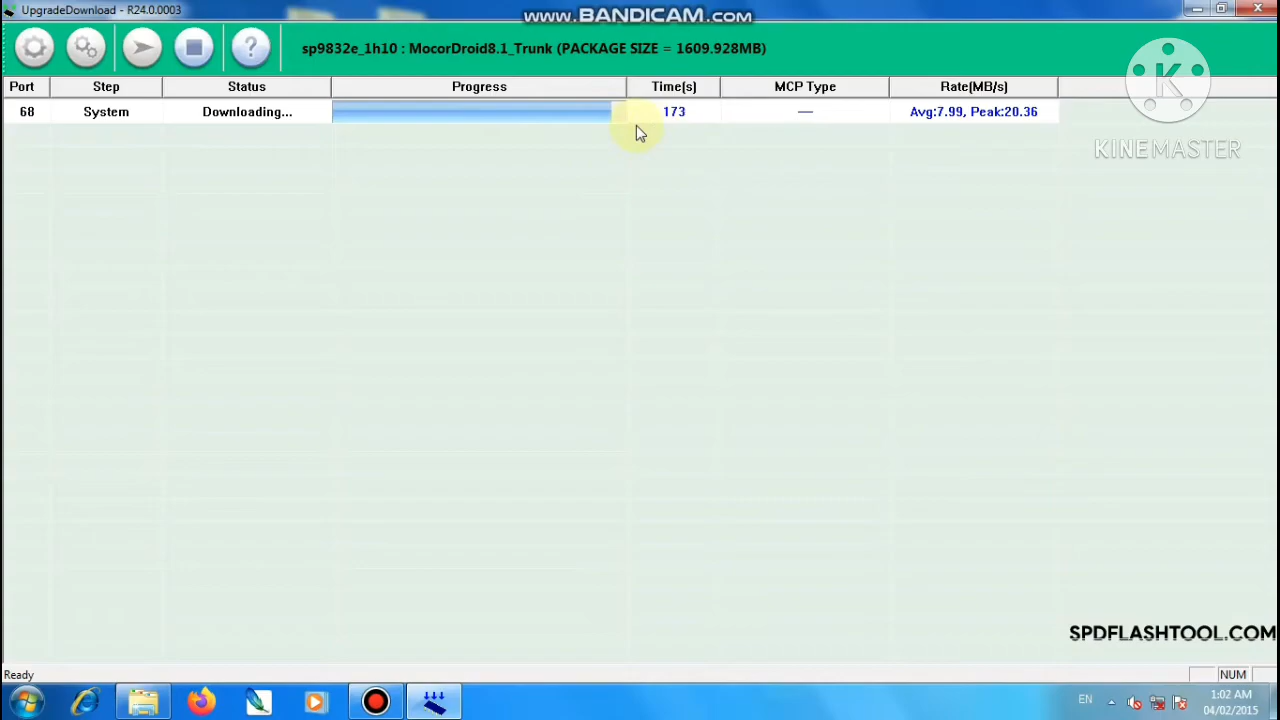 UpgradeDownload - R24.0.0003
www.BANDICAM.com
sp9832e_1h10 : MocorDroid8.1_Trunk (PACKAGE SIZE = 1609.928MB)
Port Step Status Progress Time(s) MCP Type Rate(MB/s)
68 System Downloading... 173 — Avg:7.99, Peak:20.36
K
KINEMASTER
SPDFLASHTOOL.COM
Ready
NUM
EN
1:02 AM
04/02/2015